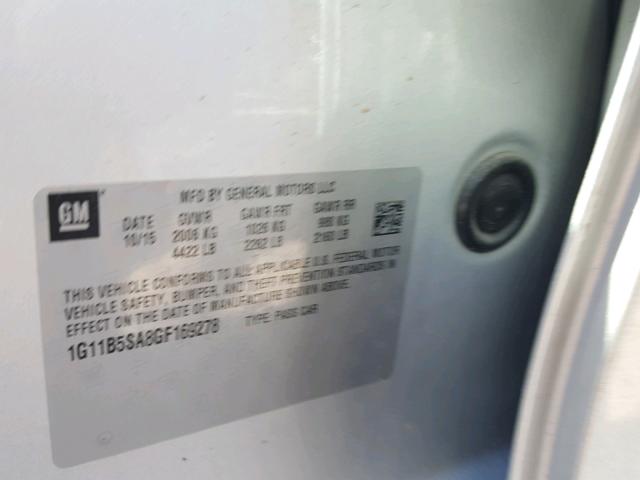 GM
MFD BY GENERAL MOTORS LLC
DATE GVWR GAWR FRT GAWR RR
10/15 2006 KG 1026 KG 980 KG
4422 LB 2262 LB 2160 LB
THIS VEHICLE CONFORMS TO ALL APPLICABLE U.S. FEDERAL MOTOR
VEHICLE SAFETY, BUMPER, AND THEFT PREVENTION STANDARDS IN
EFFECT ON THE DATE OF MANUFACTURE SHOWN ABOVE.
1G11B5SA8GF169278 TYPE: PASS CAR